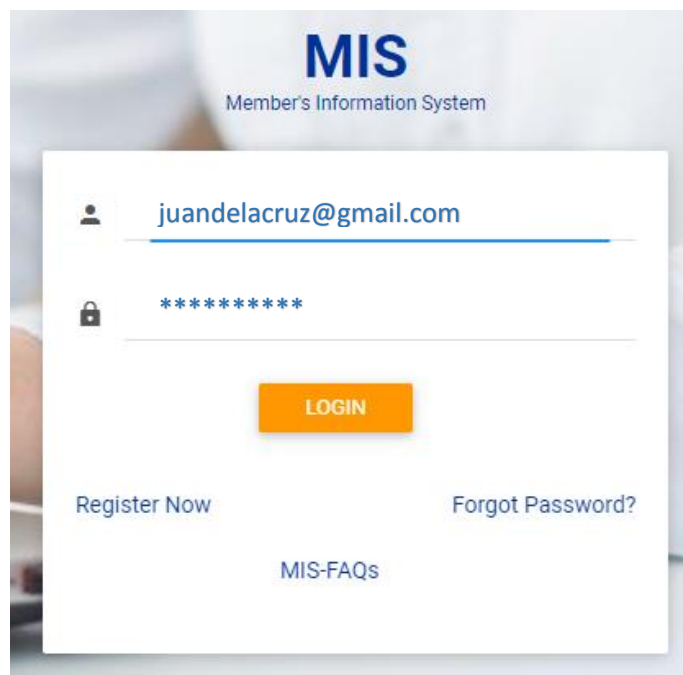 MIS
Member's Information System
juandelacruz@gmail.com
**********
LOGIN
Register Now
Forgot Password?
MIS-FAQs